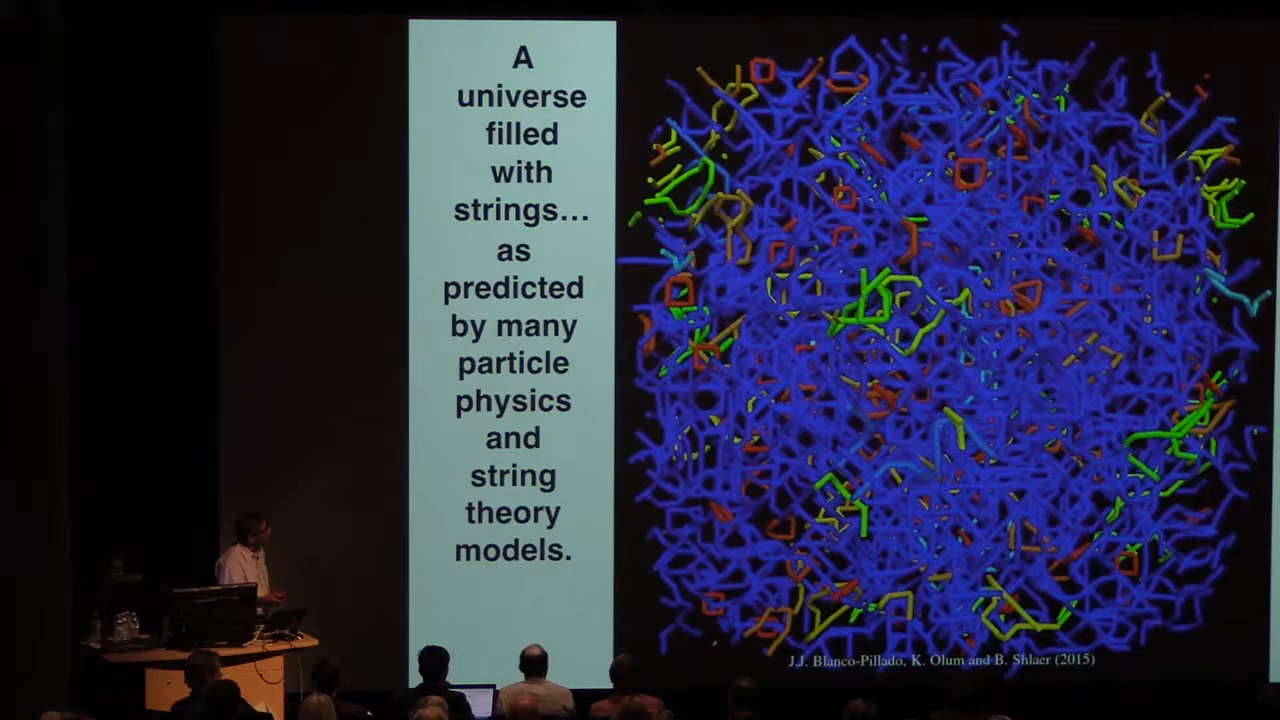 A
universe
filled
with
strings...
as
predicted
by many
particle
physics
and
string
theory
models.
J.J. Blanco-Pillado, K. Olum and B. Shlaer (2015)